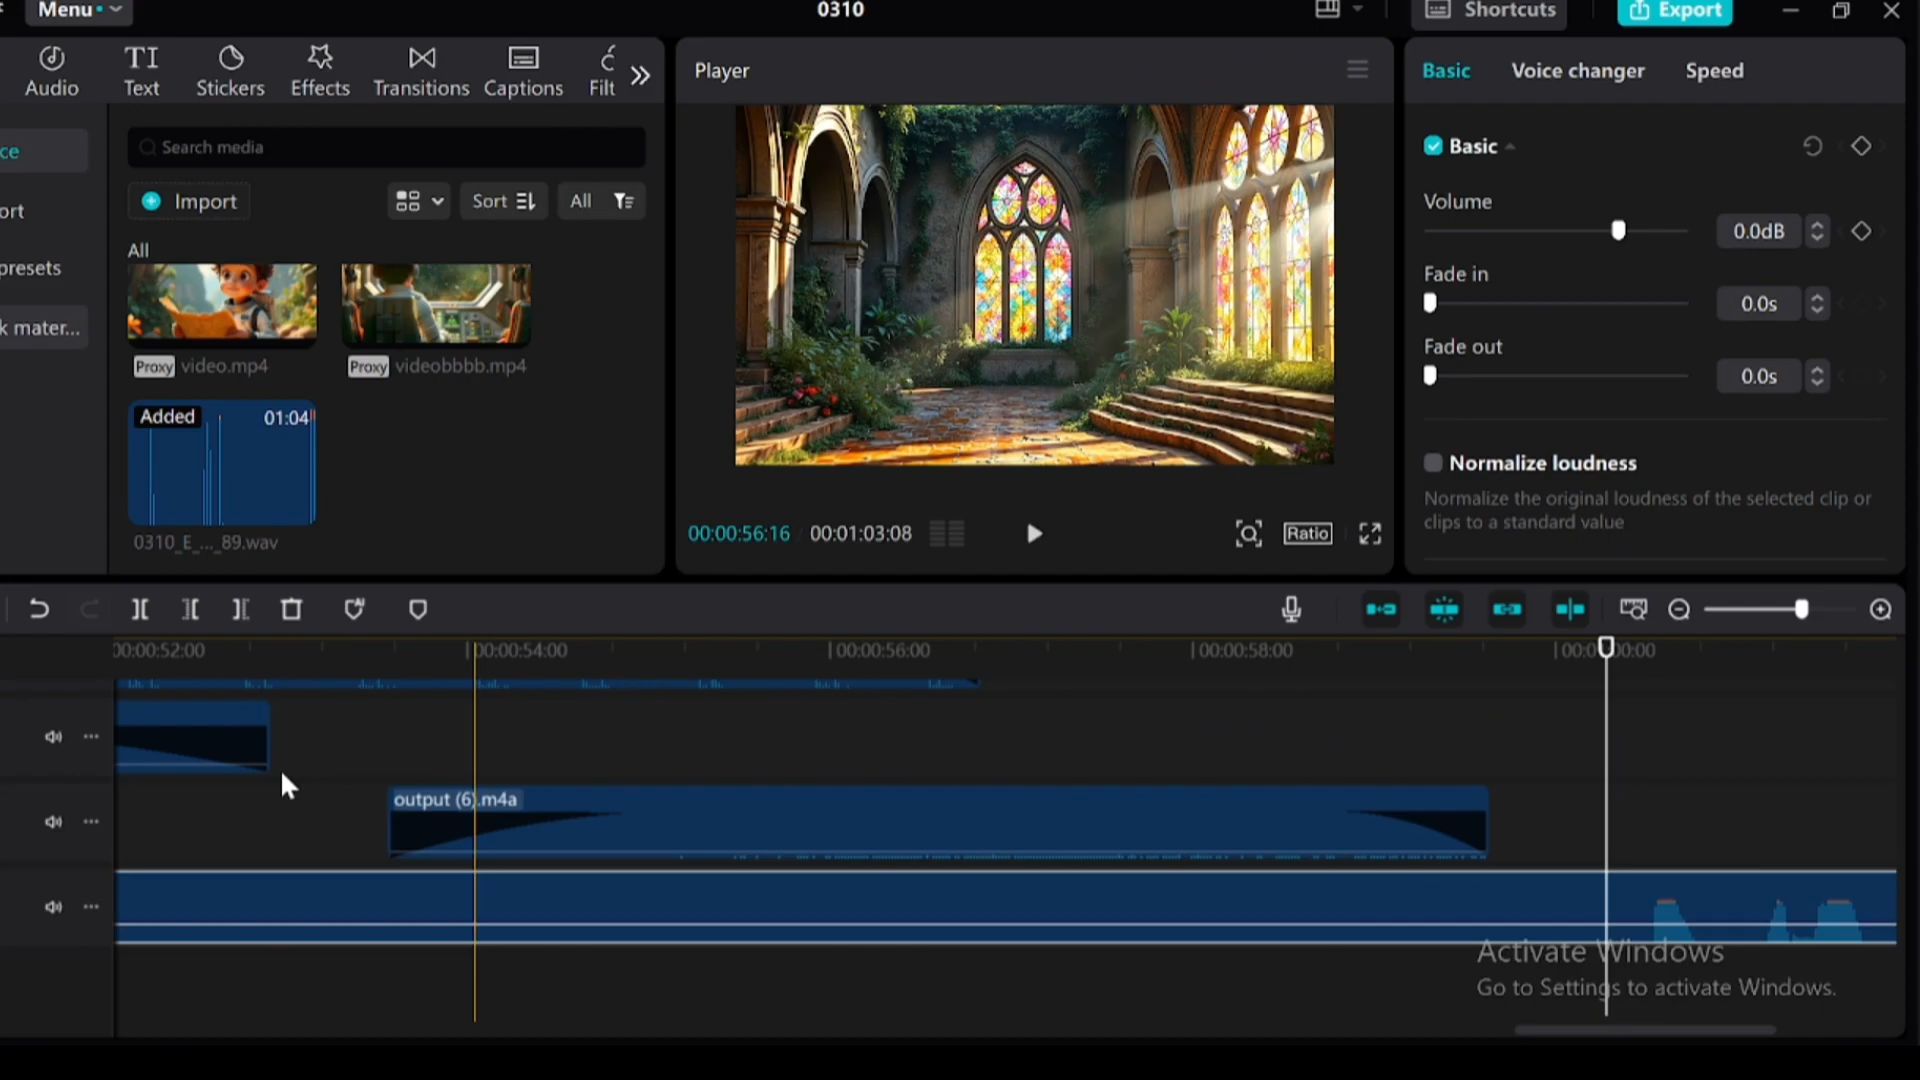 Menu
0310
Shortcuts
Export
Audio
Text
Stickers
Effects
Transitions
Captions
Filt
Player
Basic
Voice changer
Speed
ce
ort
presets
k mater...
Search media
Import
Sort
All
All
Proxy video.mp4
Proxy videobbbb.mp4
Added 01:04
0310_E_..._89.wav
00:00:56:16 00:01:03:08
Ratio
Basic
Volume
0.0dB
Fade in
0.0s
Fade out
0.0s
Normalize loudness
Normalize the original loudness of the selected clip or
clips to a standard value
00:00:52:00
00:00:54:00
00:00:56:00
00:00:58:00
output (6).m4a
Activate Windows
Go to Settings to activate Windows.